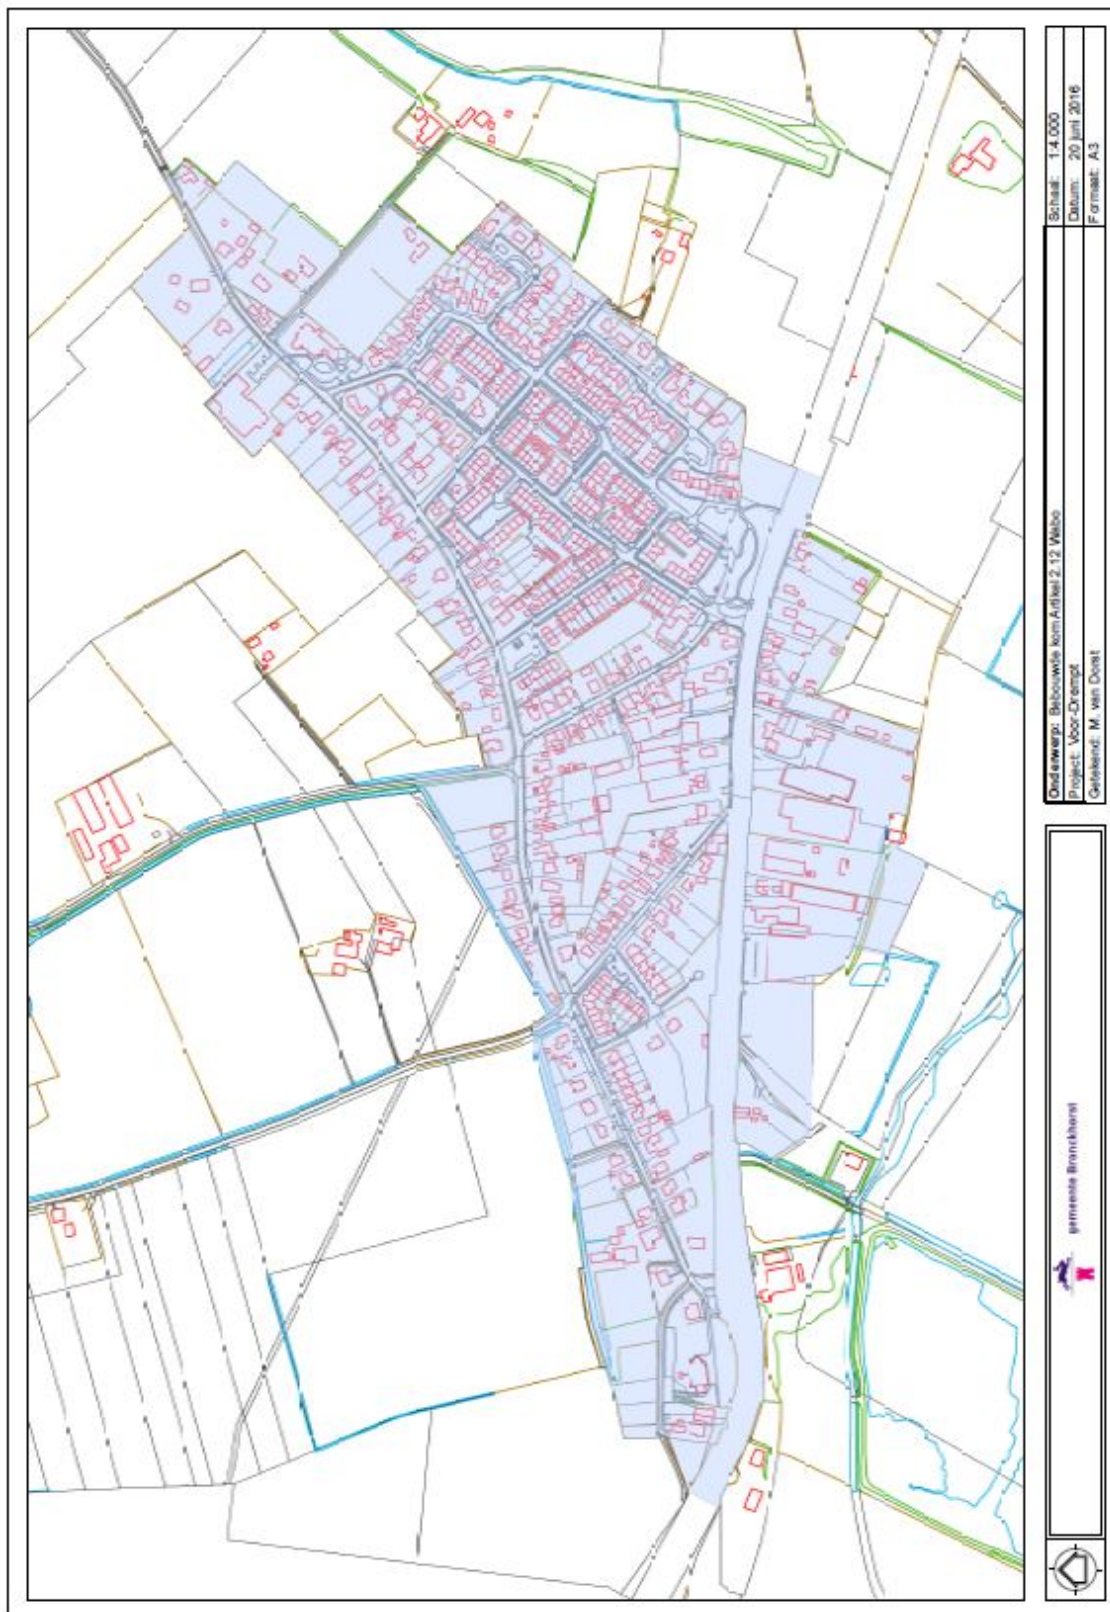 Onderwerp: Bebouwde kom Artikel 2.12 Wabo
Schaal: 1:4.000
Project: Voor-Drempt
Datum: 20 juni 2016
Getekend: M. van Dorst
Formaat: A3
gemeente Bronckhorst